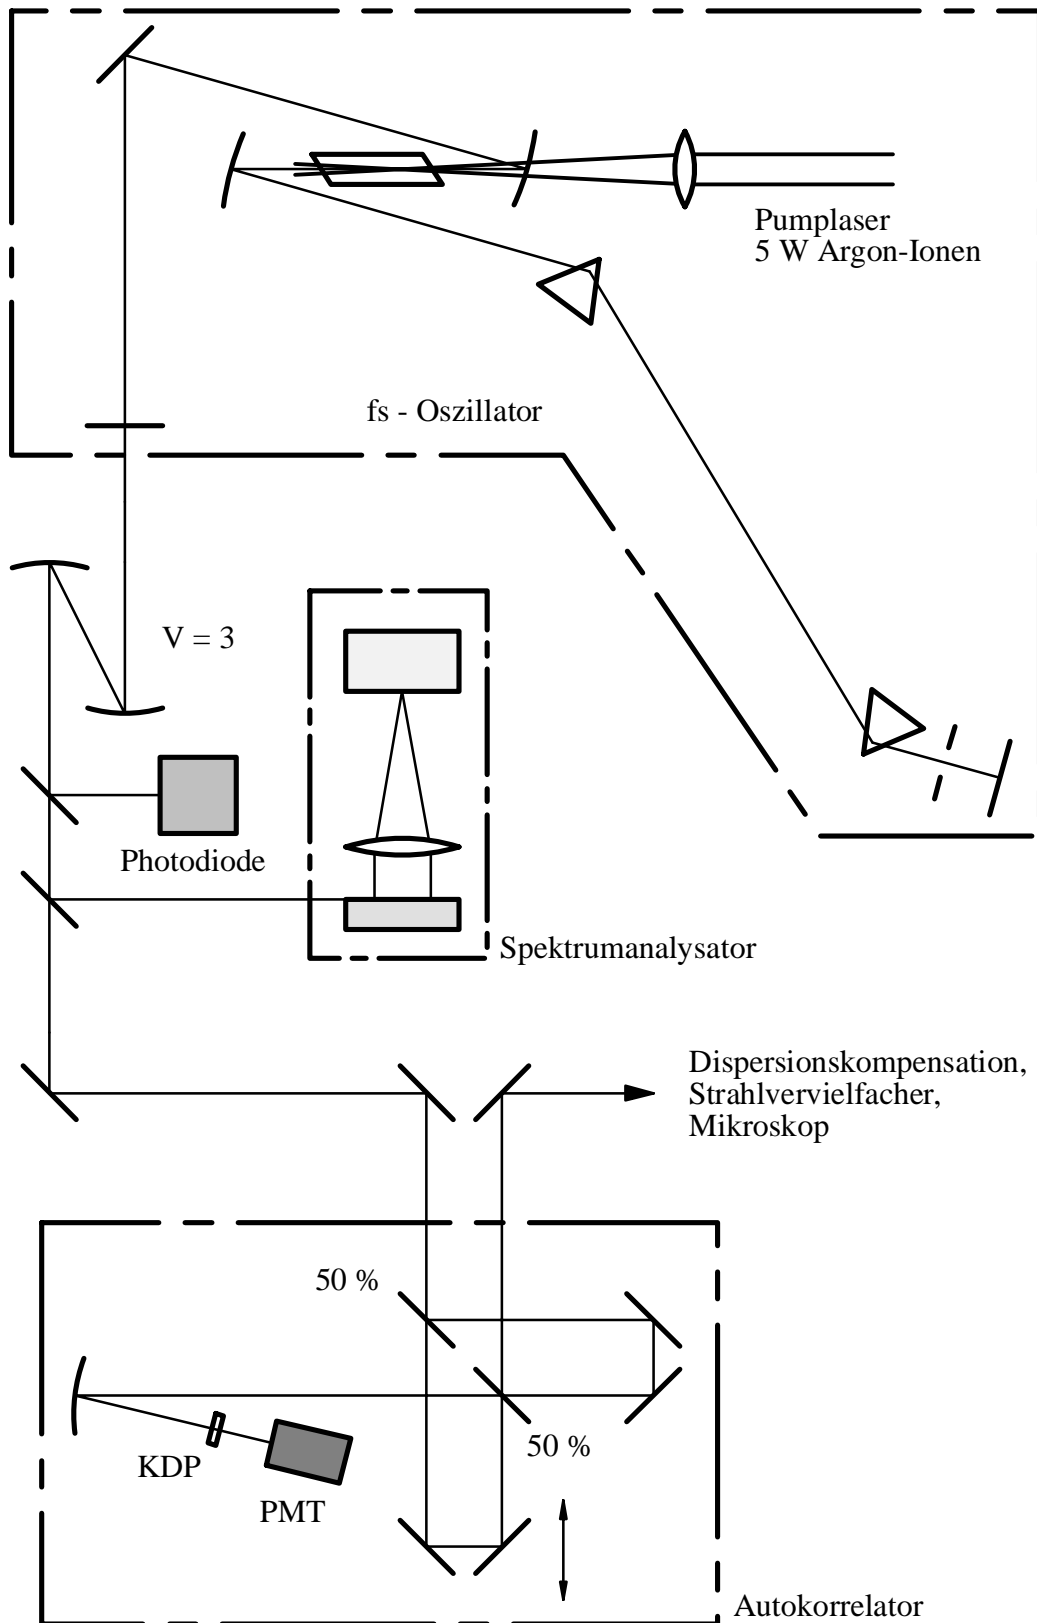 Pumplaser
5 W Argon-Ionen
fs - Oszillator
V = 3
Photodiode
Spektrumanalysator
Dispersionskompensation,
Strahlvervielfacher,
Mikroskop
50 %
50 %
KDP
PMT
Autokorrelator